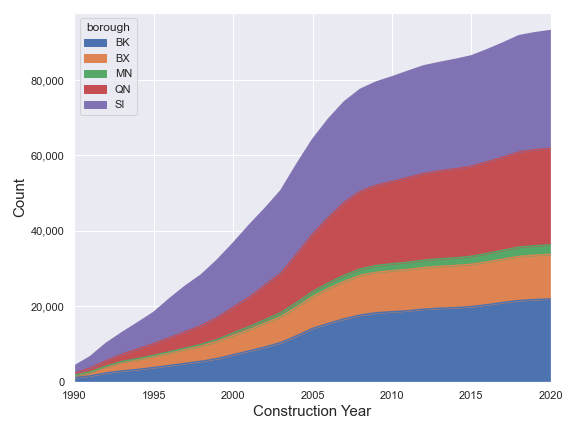 borough
BK
BX
MN
QN
SI
80,000
60,000
40,000
20,000
0
Count
1990 1995 2000 2005 2010 2015 2020
Construction Year